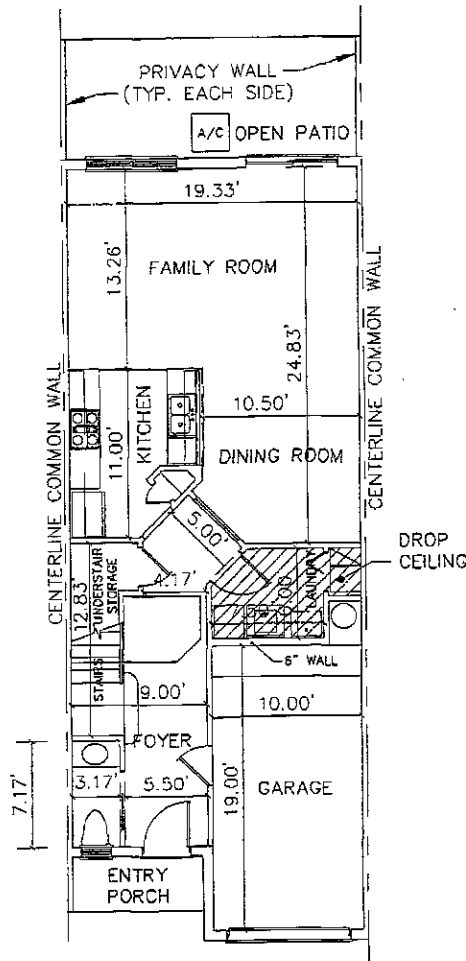 PRIVACY WALL
(TYP. EACH SIDE)
A/C OPEN PATIO
19.33'
13.26'
FAMILY ROOM
24.83'
CENTERLINE COMMON WALL
CENTERLINE COMMON WALL
KITCHEN
11.00'
10.50'
DINING ROOM
5.00'
4.17'
DROP
CEILING
LAUNDRY
UNDERSTAIR
STORAGE
12.83'
6" WALL
STAIRS
9.00'
10.00'
FOYER
7.17'
3.17'
5.50'
19.00'
GARAGE
ENTRY
PORCH